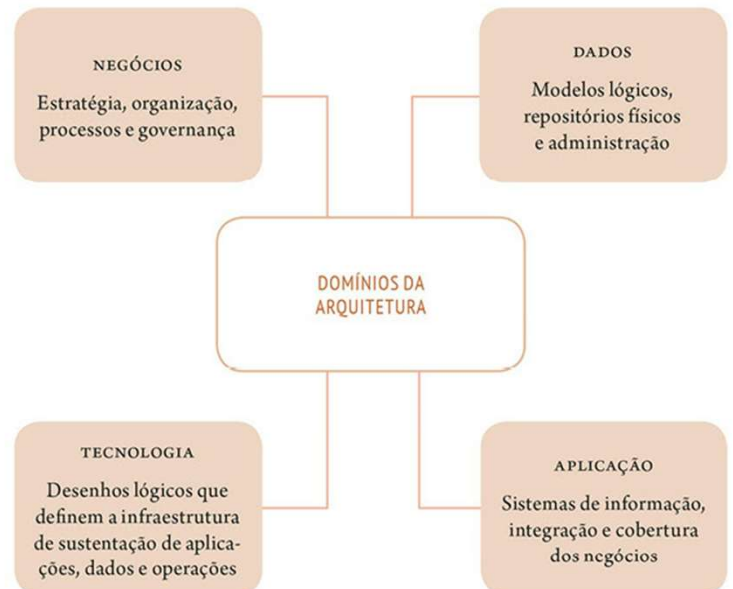 NEGÓCIOS
Estratégia, organização,
processos e governança
DADOS
Modelos lógicos,
repositórios físicos
e administração
DOMÍNIOS DA
ARQUITETURA
TECNOLOGIA
Desenhos lógicos que
definem a infraestrutura
de sustentação de aplica-
ções, dados e operações
APLICAÇÃO
Sistemas de informação,
integração e cobertura
dos negócios